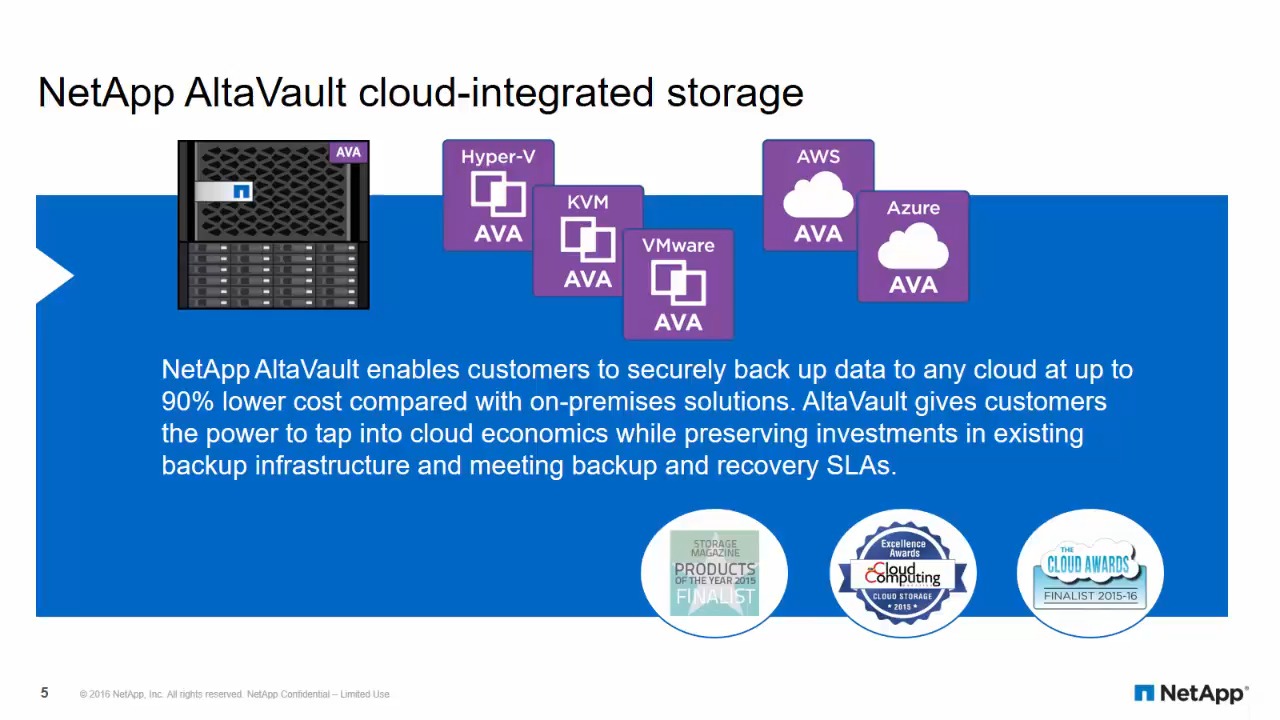 NetApp AltaVault cloud-integrated storage
AVA
Hyper-V
AVA
KVM
AVA
VMware
AVA
AWS
AVA
Azure
AVA
NetApp AltaVault enables customers to securely back up data to any cloud at up to
90% lower cost compared with on-premises solutions. AltaVault gives customers
the power to tap into cloud economics while preserving investments in existing
backup infrastructure and meeting backup and recovery SLAs.
STORAGE
MAGAZINE
PRODUCTS
OF THE YEAR 2015
FINALIST
Excellence
Awards
Cloud
Computing
CLOUD STORAGE
• 2015 •
THE
CLOUD AWARDS
FINALIST 2015-16
5
© 2016 NetApp, Inc. All rights reserved. NetApp Confidential – Limited Use
NetApp®